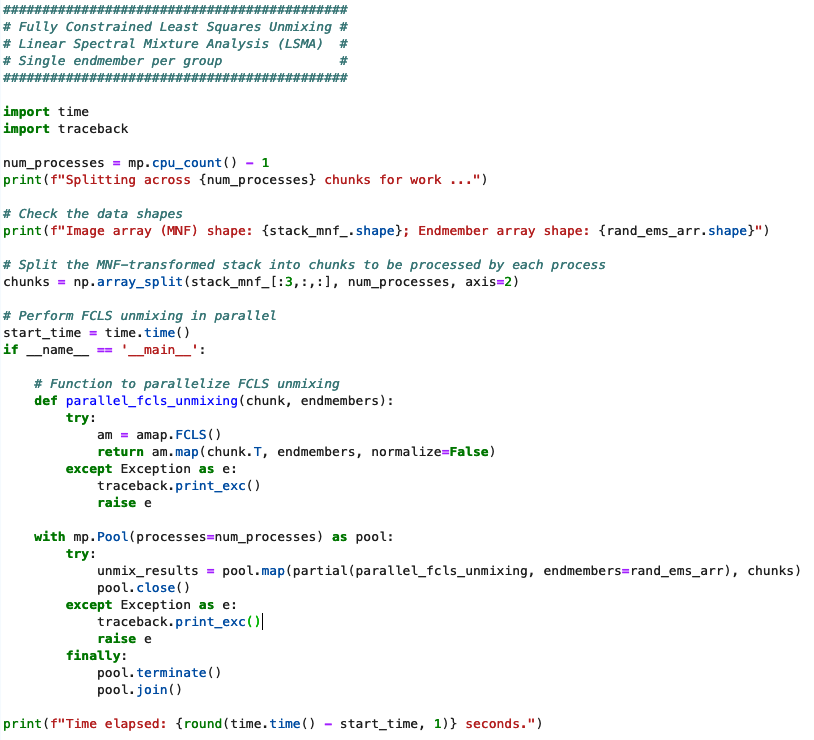 ############################################
# Fully Constrained Least Squares Unmixing #
# Linear Spectral Mixture Analysis (LSMA)  #
# Single endmember per group               #
############################################

import time
import traceback

num_processes = mp.cpu_count() - 1
print(f"Splitting across {num_processes} chunks for work ...")

# Check the data shapes
print(f"Image array (MNF) shape: {stack_mnf_.shape}; Endmember array shape: {rand_ems_arr.shape}")

# Split the MNF-transformed stack into chunks to be processed by each process
chunks = np.array_split(stack_mnf_[:3,:,:], num_processes, axis=2)

# Perform FCLS unmixing in parallel
start_time = time.time()
if __name__ == '__main__':

    # Function to parallelize FCLS unmixing
    def parallel_fcls_unmixing(chunk, endmembers):
        try:
            am = amap.FCLS()
            return am.map(chunk.T, endmembers, normalize=False)
        except Exception as e:
            traceback.print_exc()
            raise e

    with mp.Pool(processes=num_processes) as pool:
        try:
            unmix_results = pool.map(partial(parallel_fcls_unmixing, endmembers=rand_ems_arr), chunks)
            pool.close()
        except Exception as e:
            traceback.print_exc()
            raise e
        finally:
            pool.terminate()
            pool.join()

print(f"Time elapsed: {round(time.time() - start_time, 1)} seconds.")